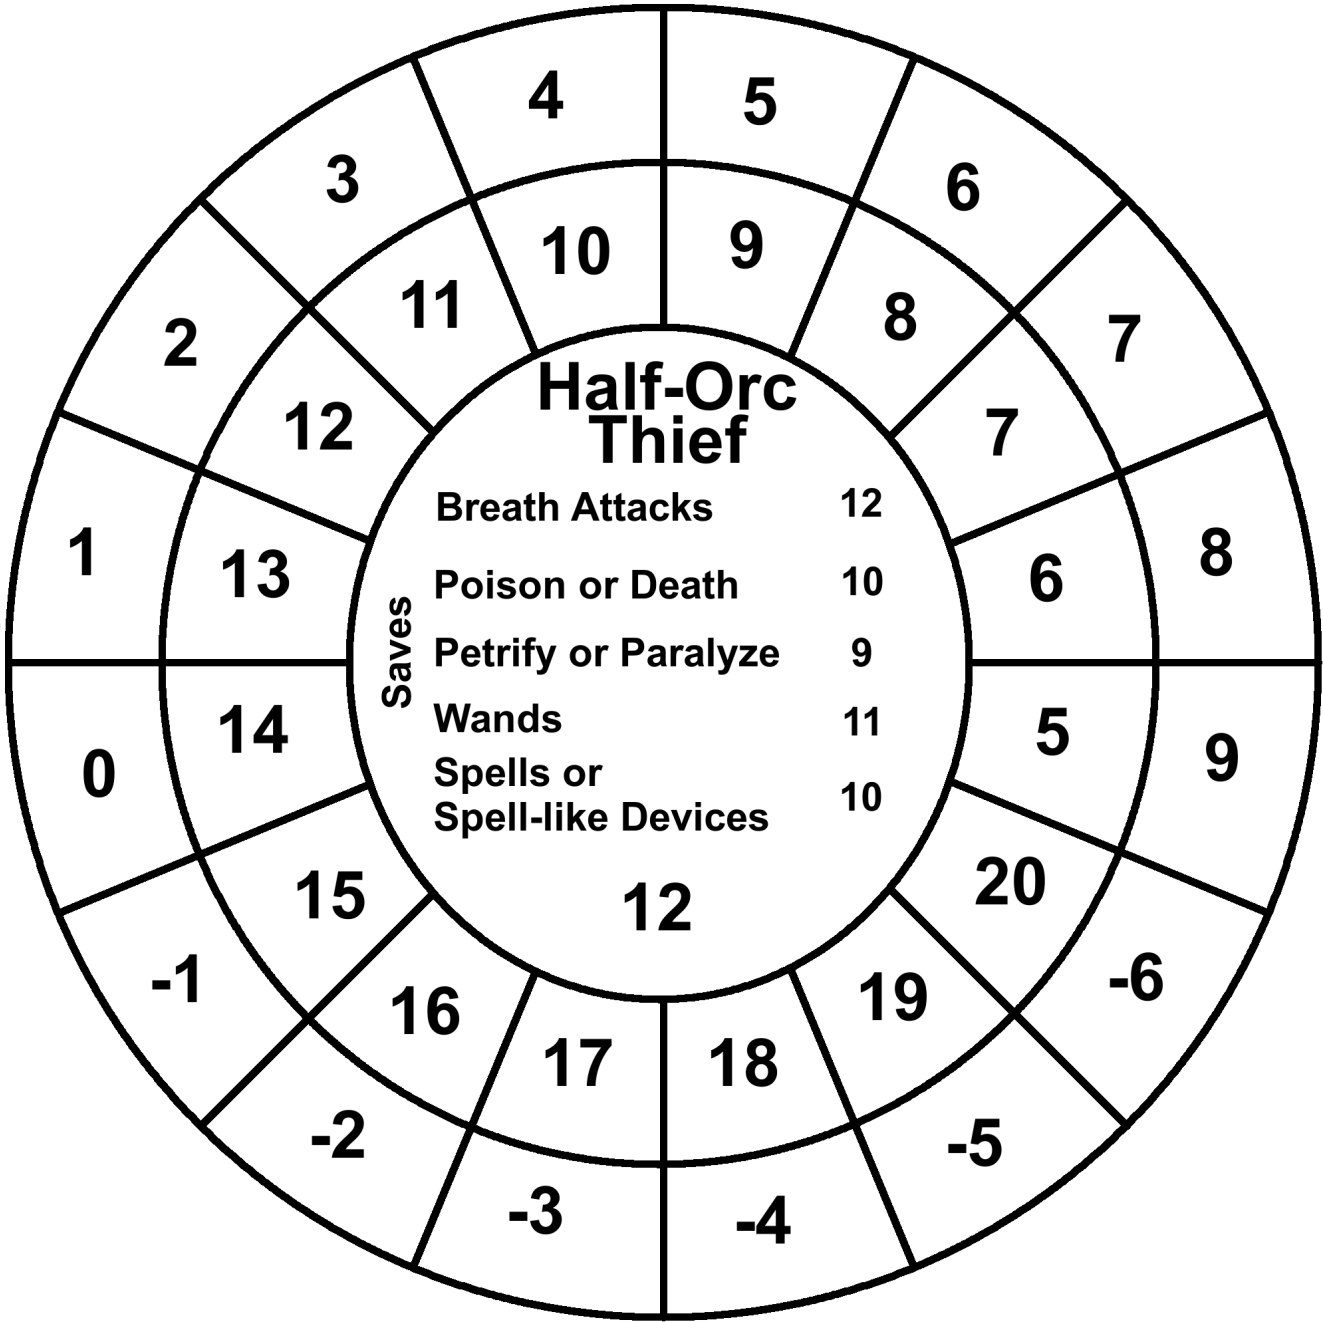 4 5
3 6
2 7
1 8
0 9
-1 -6
-2 -5
-3 -4
10 9
11 8
12 7
13 6
14 5
15 20
16 19
17 18
Half-Orc
Thief
Saves
Breath Attacks 12
Poison or Death 10
Petrify or Paralyze 9
Wands 11
Spells or
Spell-like Devices 10
12